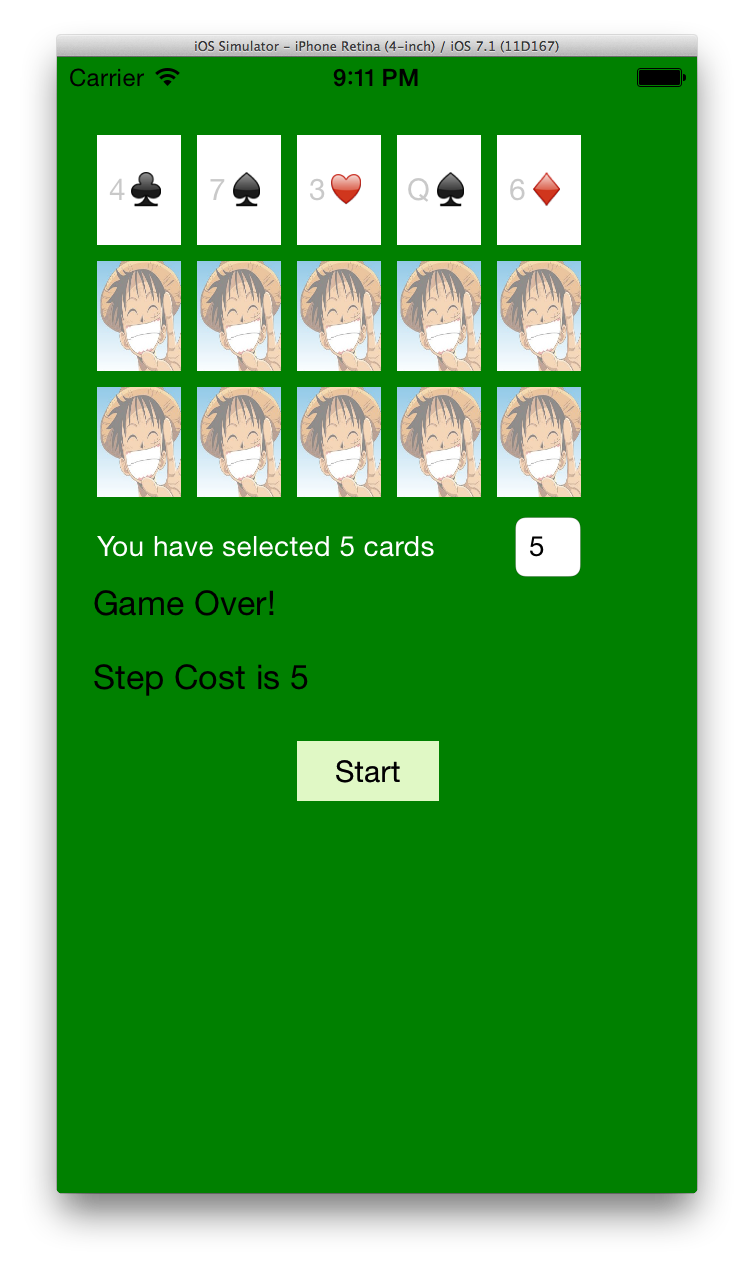 iOS Simulator – iPhone Retina (4-inch) / iOS 7.1 (11D167)
Carrier 9:11 PM
4♣ 7♠ 3♥ Q♠ 6♦
You have selected 5 cards 5
Game Over!
Step Cost is 5
Start